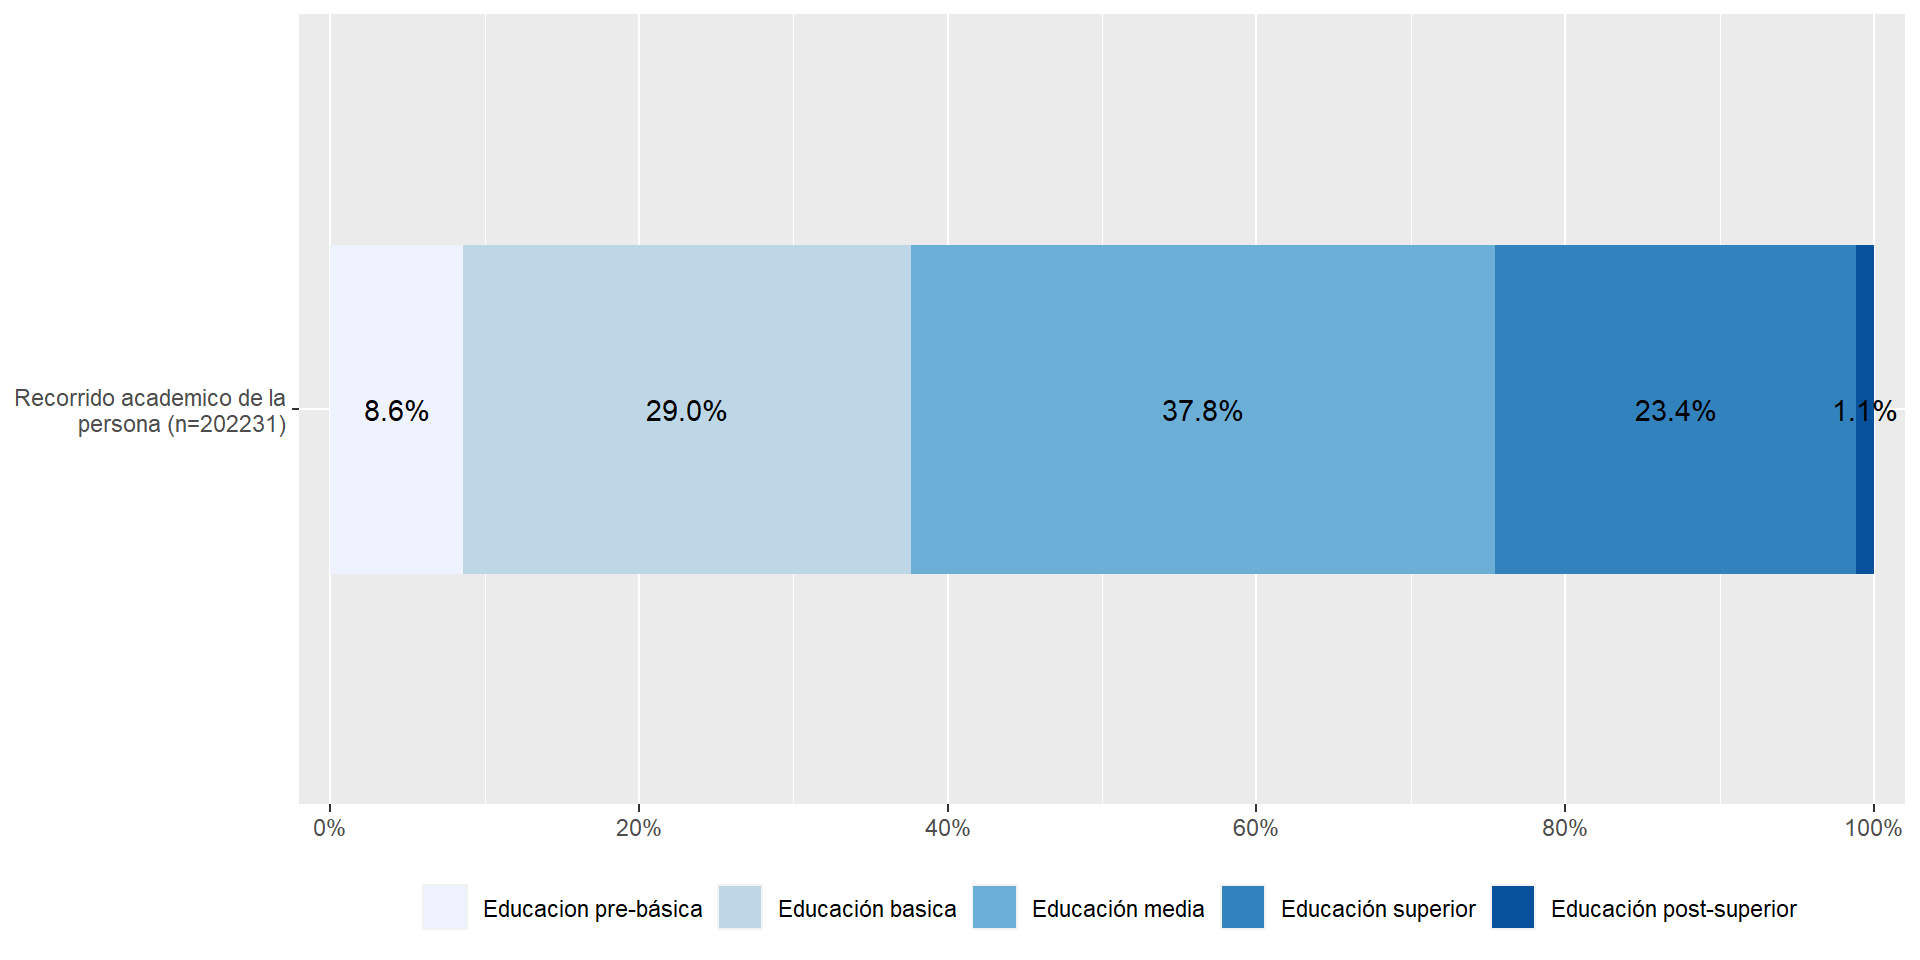 Recorrido academico de la
persona (n=202231)
8.6% 29.0% 37.8% 23.4% 1.1%
0% 20% 40% 60% 80% 100%
Educacion pre-básica Educación basica Educación media Educación superior Educación post-superior